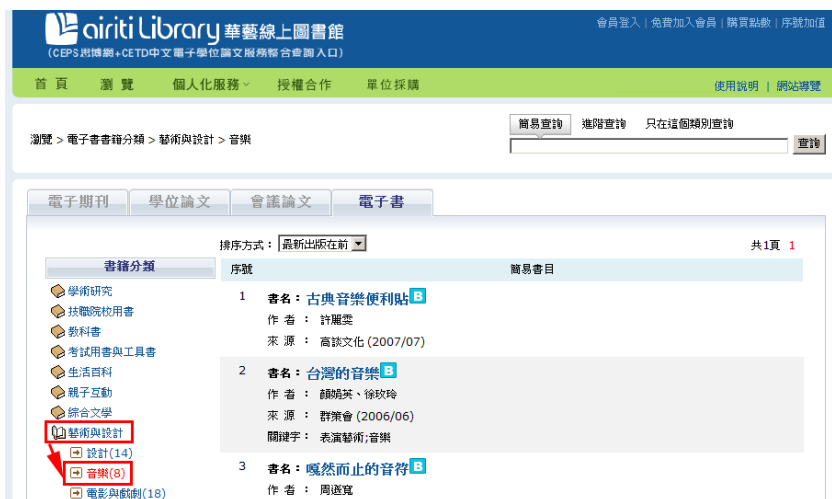 airiti Library 華藝線上圖書館
(CEPS思博網+CETD中文電子學位論文服務整合查詢入口)
會員登入 | 免費加入會員 | 購買點數 | 序號加值
首頁 瀏覽 個人化服務 授權合作 單位採購
使用說明 | 網站導覽
簡易查詢 進階查詢 只在這個類別查詢
瀏覽 > 電子書書籍分類 > 藝術與設計 > 音樂
查詢
電子期刊 學位論文 會議論文 電子書
排序方式: 最新出版在前
共1頁 1
書籍分類
序號 簡易書目
學術研究
技職院校用書
教科書
考試用書與工具書
生活百科
親子互動
綜合文學
藝術與設計
設計(14)
音樂(8)
電影與戲劇(18)
1 書名:古典音樂便利貼 B
作 者 : 許麗雯
來 源 : 高談文化 (2007/07)
2 書名:台灣的音樂 B
作 者 : 顏娟英、徐玫玲
來 源 : 群策會 (2006/06)
關鍵字: 表演藝術;音樂
3 書名:嘎然而止的音符 B
作 者 : 周遜寬